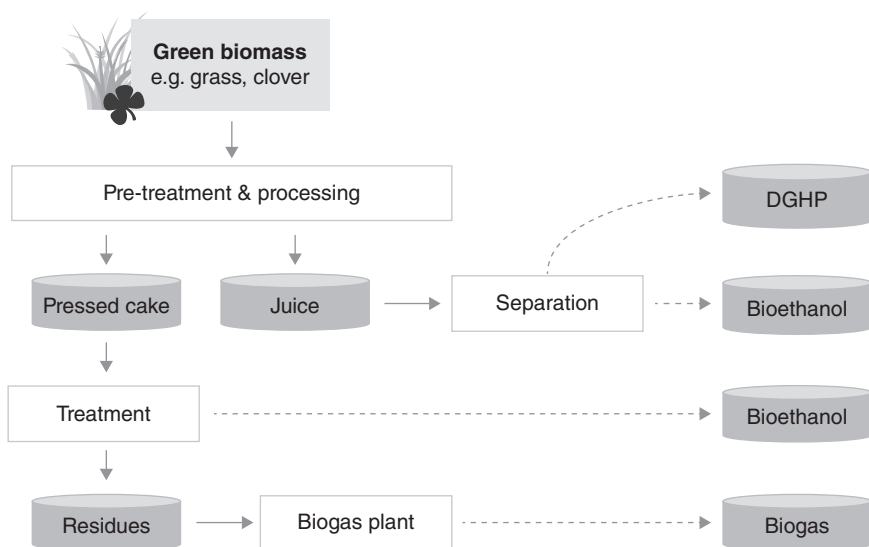 Green biomass
e.g. grass, clover
Pre-treatment & processing
DGHP
Pressed cake
Juice
Separation
Bioethanol
Treatment
Bioethanol
Residues
Biogas plant
Biogas